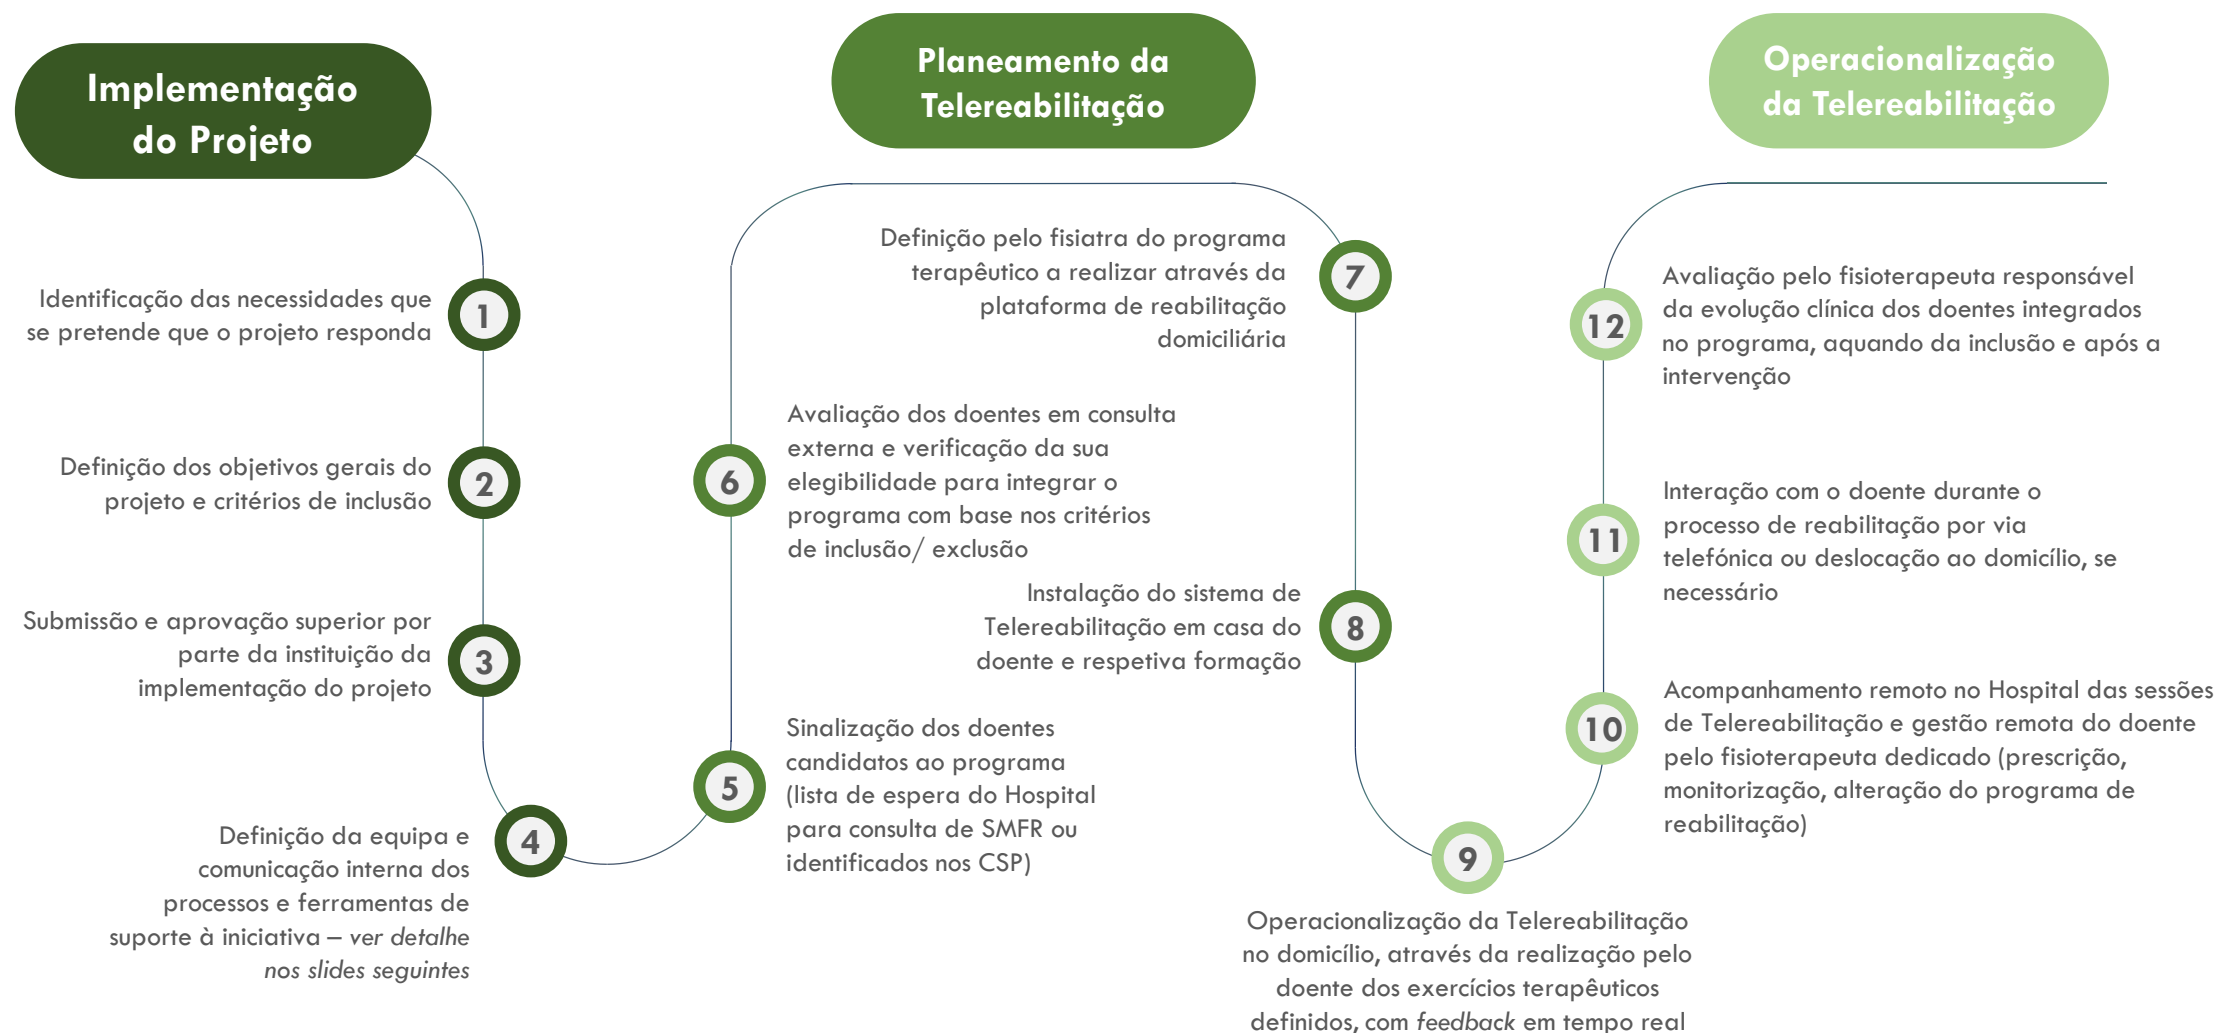 Implementação
do Projeto
1
Identificação das necessidades que
se pretende que o projeto responda
2
Definição dos objetivos gerais do
projeto e critérios de inclusão
3
Submissão e aprovação superior por
parte da instituição da
implementação do projeto
4
Definição da equipa e
comunicação interna dos
processos e ferramentas de
suporte à iniciativa – ver detalhe
nos slides seguintes
Planeamento da
Telereabilitação
5
Sinalização dos doentes
candidatos ao programa
(lista de espera do Hospital
para consulta de SMFR ou
identificados nos CSP)
6
Avaliação dos doentes em consulta
externa e verificação da sua
elegibilidade para integrar o
programa com base nos critérios
de inclusão/ exclusão
7
Definição pelo fisiatra do programa
terapêutico a realizar através da
plataforma de reabilitação
domiciliária
8
Instalação do sistema de
Telereabilitação em casa do
doente e respetiva formação
Operacionalização
da Telereabilitação
9
Operacionalização da Telereabilitação
no domicílio, através da realização pelo
doente dos exercícios terapêuticos
definidos, com feedback em tempo real
10
Acompanhamento remoto no Hospital das sessões
de Telereabilitação e gestão remota do doente
pelo fisioterapeuta dedicado (prescrição,
monitorização, alteração do programa de
reabilitação)
11
Interação com o doente durante o
processo de reabilitação por via
telefónica ou deslocação ao domicílio, se
necessário
12
Avaliação pelo fisioterapeuta responsável
da evolução clínica dos doentes integrados
no programa, aquando da inclusão e após a
intervenção